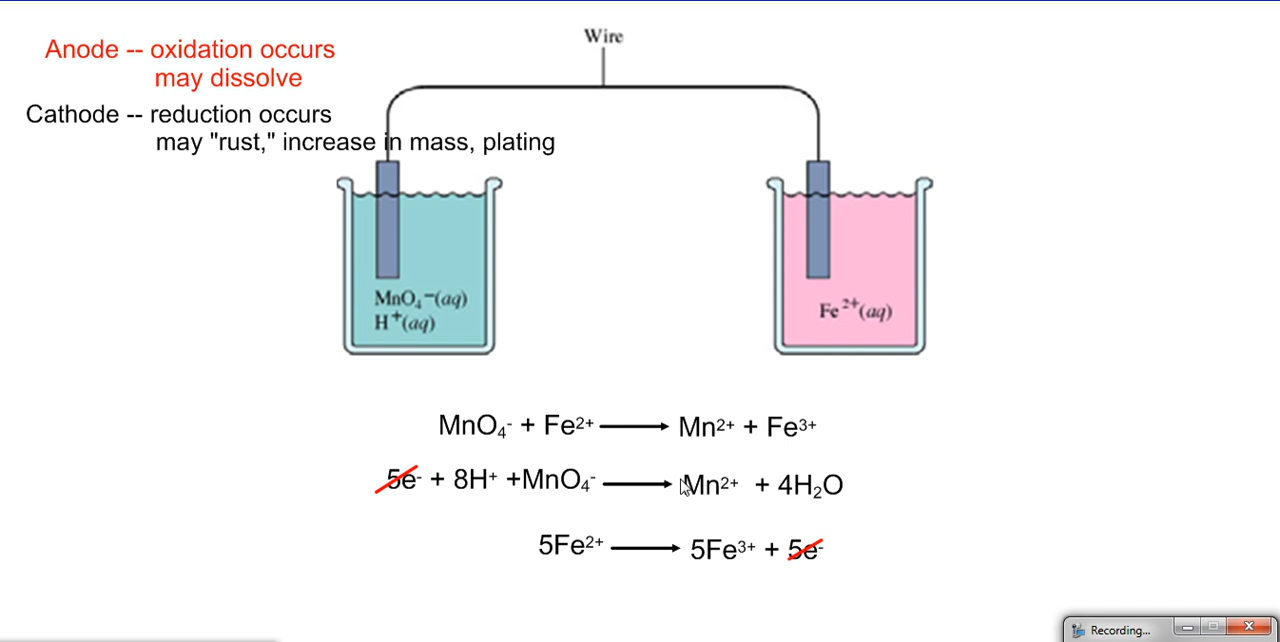 Wire
Anode -- oxidation occurs
may dissolve
Cathode -- reduction occurs
may "rust," increase in mass, plating
MnO₄⁻(aq)
H⁺(aq)
Fe²⁺(aq)
MnO₄⁻ + Fe²⁺ ⟶ Mn²⁺ + Fe³⁺
5e⁻ + 8H⁺ +MnO₄⁻ ⟶ Mn²⁺ + 4H₂O
5Fe²⁺ ⟶ 5Fe³⁺ + 5e⁻
Recording...